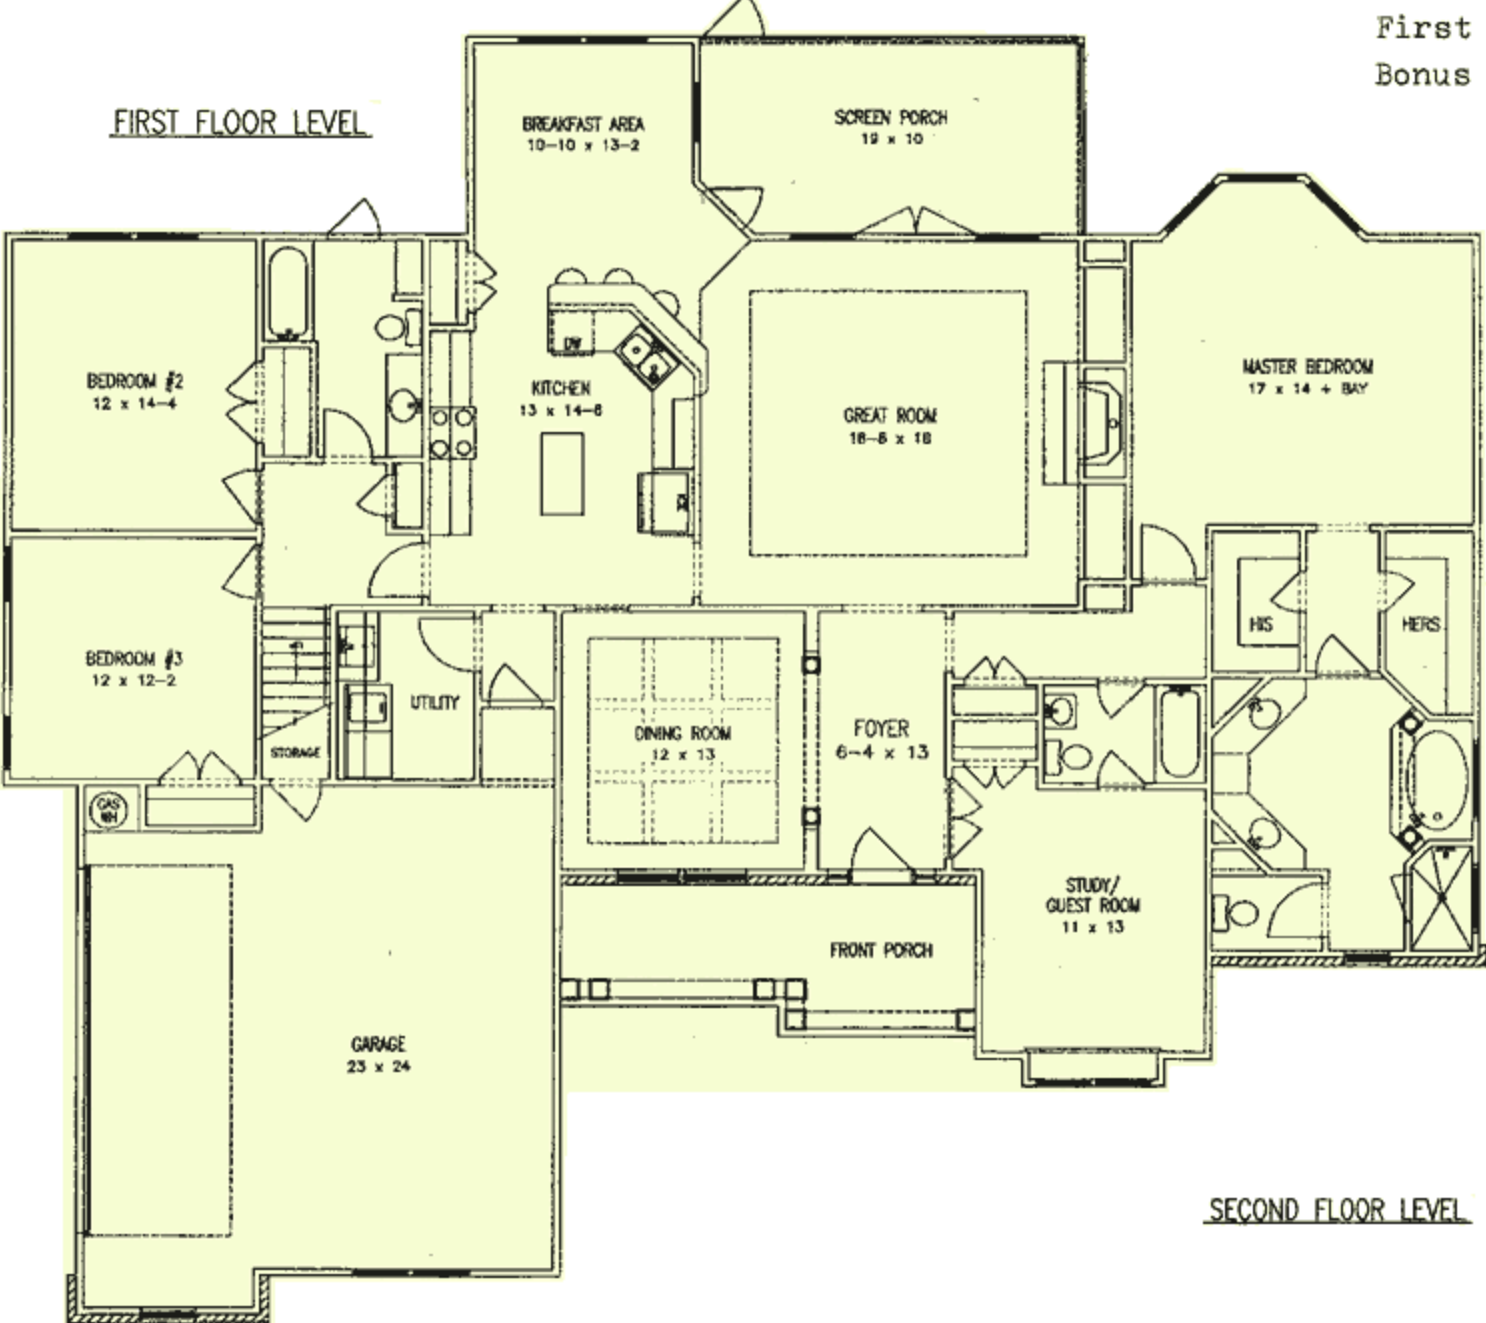 First
Bonus
FIRST FLOOR LEVEL
BREAKFAST AREA
10-10 x 13-2
SCREEN PORCH
19 x 10
BEDROOM #2
12 x 14-4
DW
KITCHEN
13 x 14-6
GREAT ROOM
18-6 x 18
MASTER BEDROOM
17 x 14 + BAY
HIS
HERS
BEDROOM #3
12 x 12-2
UTILITY
STORAGE
DINING ROOM
12 x 13
FOYER
6-4 x 13
GAS
WH
STUDY/
GUEST ROOM
11 x 13
FRONT PORCH
GARAGE
23 x 24
SECOND FLOOR LEVEL